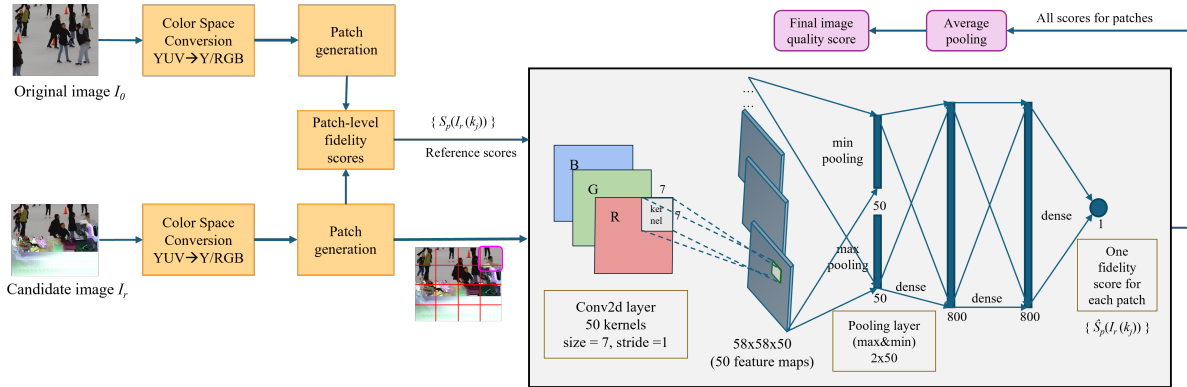 Original image I₀
Color Space
Conversion
YUV→Y/RGB
Patch
generation
Patch-level
fidelity
scores
{ Sₚ(Iᵣ (kⱼ)) }
Reference scores
Candidate image Iᵣ
Color Space
Conversion
YUV→Y/RGB
Patch
generation
Final image
quality score
Average
pooling
All scores for patches
B
G
R
7
7
ker
nel
Conv2d layer
50 kernels
size = 7, stride =1
... 
...
58x58x50
(50 feature maps)
min
pooling
50
max
pooling
50
Pooling layer
(max&min)
2x50
dense
800
dense
800
dense
1
One
fidelity
score for
each patch
{ Ŝₚ(Iᵣ (kⱼ)) }